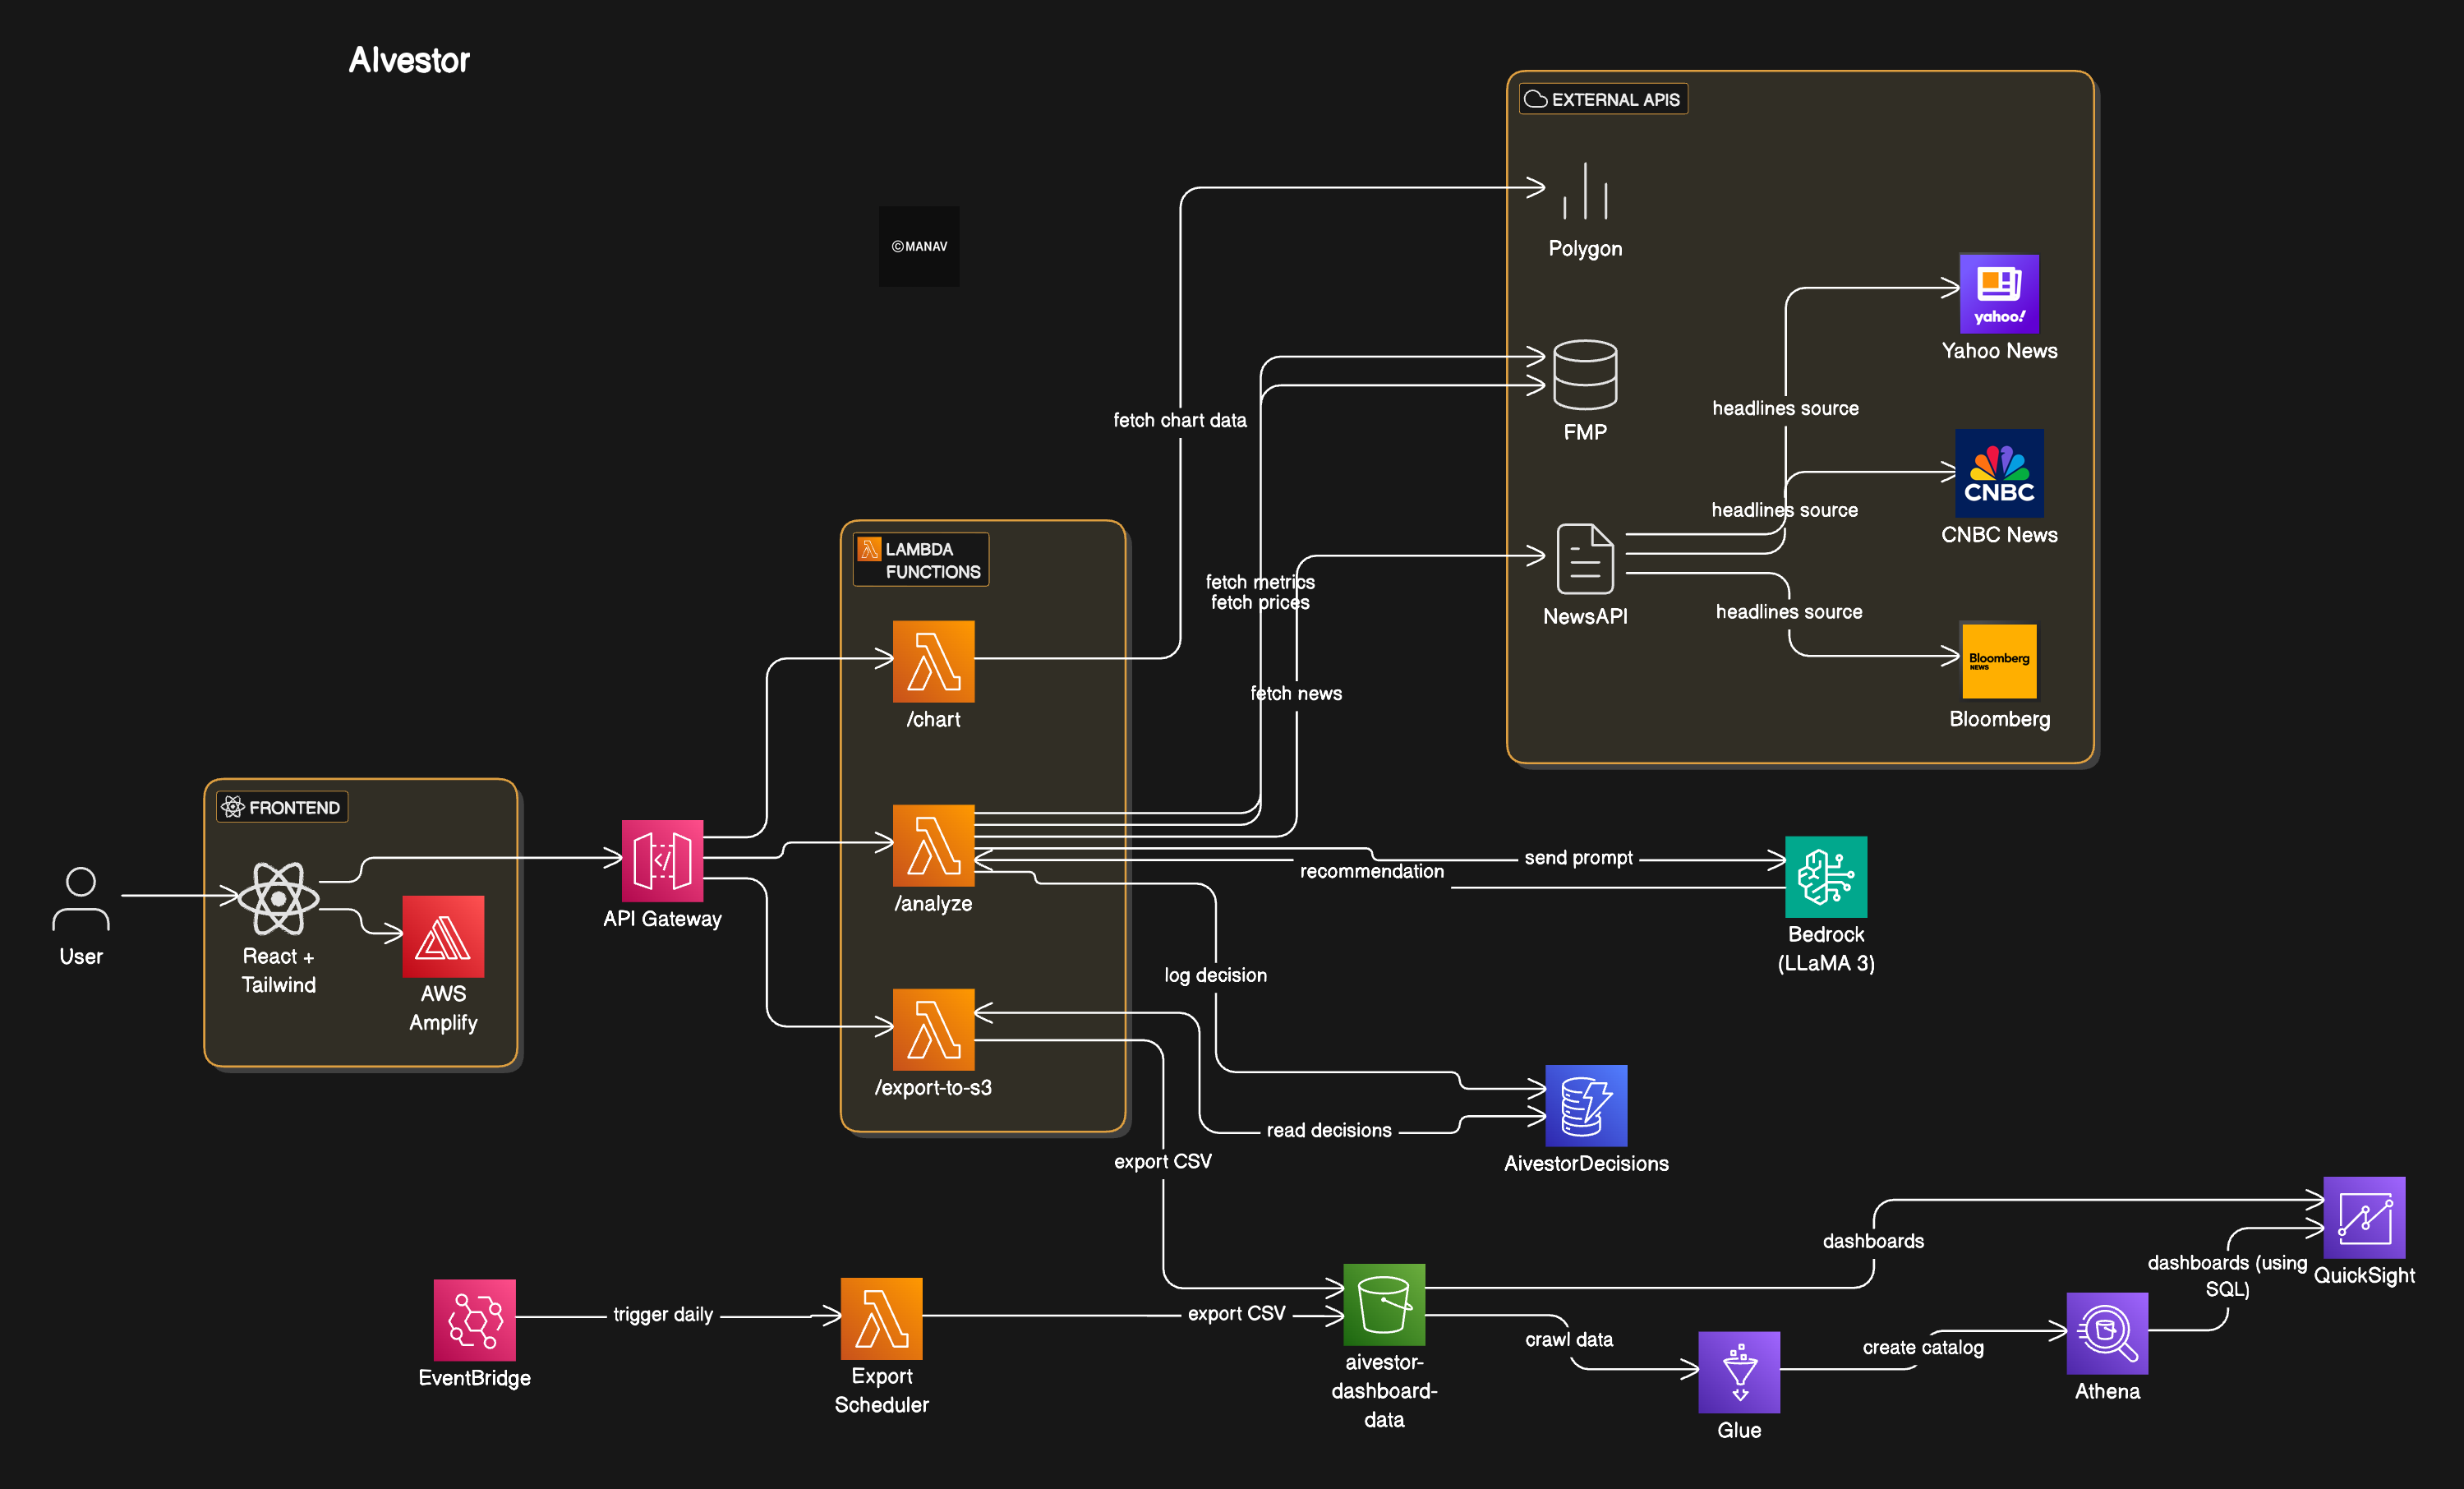 AIvestor
©MANAV
EXTERNAL APIS
Polygon
FMP
NewsAPI
headlines source
headlines source
headlines source
yahoo!
Yahoo News
CNBC
CNBC News
Bloomberg
NEWS
Bloomberg
fetch chart data
fetch metrics
fetch prices
fetch news
LAMBDA
FUNCTIONS
/chart
/analyze
/export-to-s3
FRONTEND
User
React +
Tailwind
AWS
Amplify
API Gateway
send prompt
recommendation
Bedrock
(LLaMA 3)
log decision
read decisions
AivestorDecisions
export CSV
EventBridge
trigger daily
Export
Scheduler
export CSV
aivestor-
dashboard-
data
dashboards
crawl data
Glue
create catalog
Athena
dashboards (using
SQL)
QuickSight